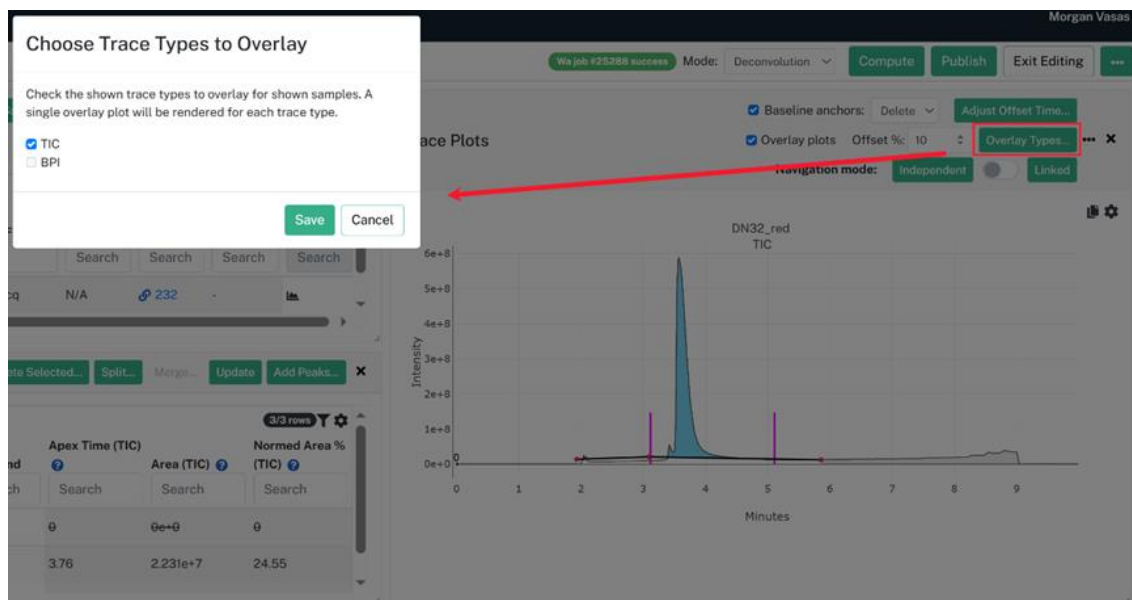 Morgan Vasas
Choose Trace Types to Overlay
Check the shown trace types to overlay for shown samples. A
single overlay plot will be rendered for each trace type.
TIC
BPI
Save Cancel
Wa job #25288 success Mode: Deconvolution Compute Publish Exit Editing
ace Plots
Baseline anchors: Delete Adjust Offset Time...
Overlay plots Offset %: 10 Overlay Types...
Navigation mode: Independent Linked
Search Search Search Search
cq N/A 232 -
ete Selected... Split... Merge... Update Add Peaks...
3/3 rows
Apex Time (TIC) Normed Area %
nd Area (TIC) (TIC)
ch Search Search Search
0 0e+0 0
3.76 2.231e+7 24.55
DN32_red
TIC
6e+8
5e+8
4e+8
3e+8
2e+8
1e+8
0e+0 0
Intensity
0 1 2 3 4 5 6 7 8 9
Minutes